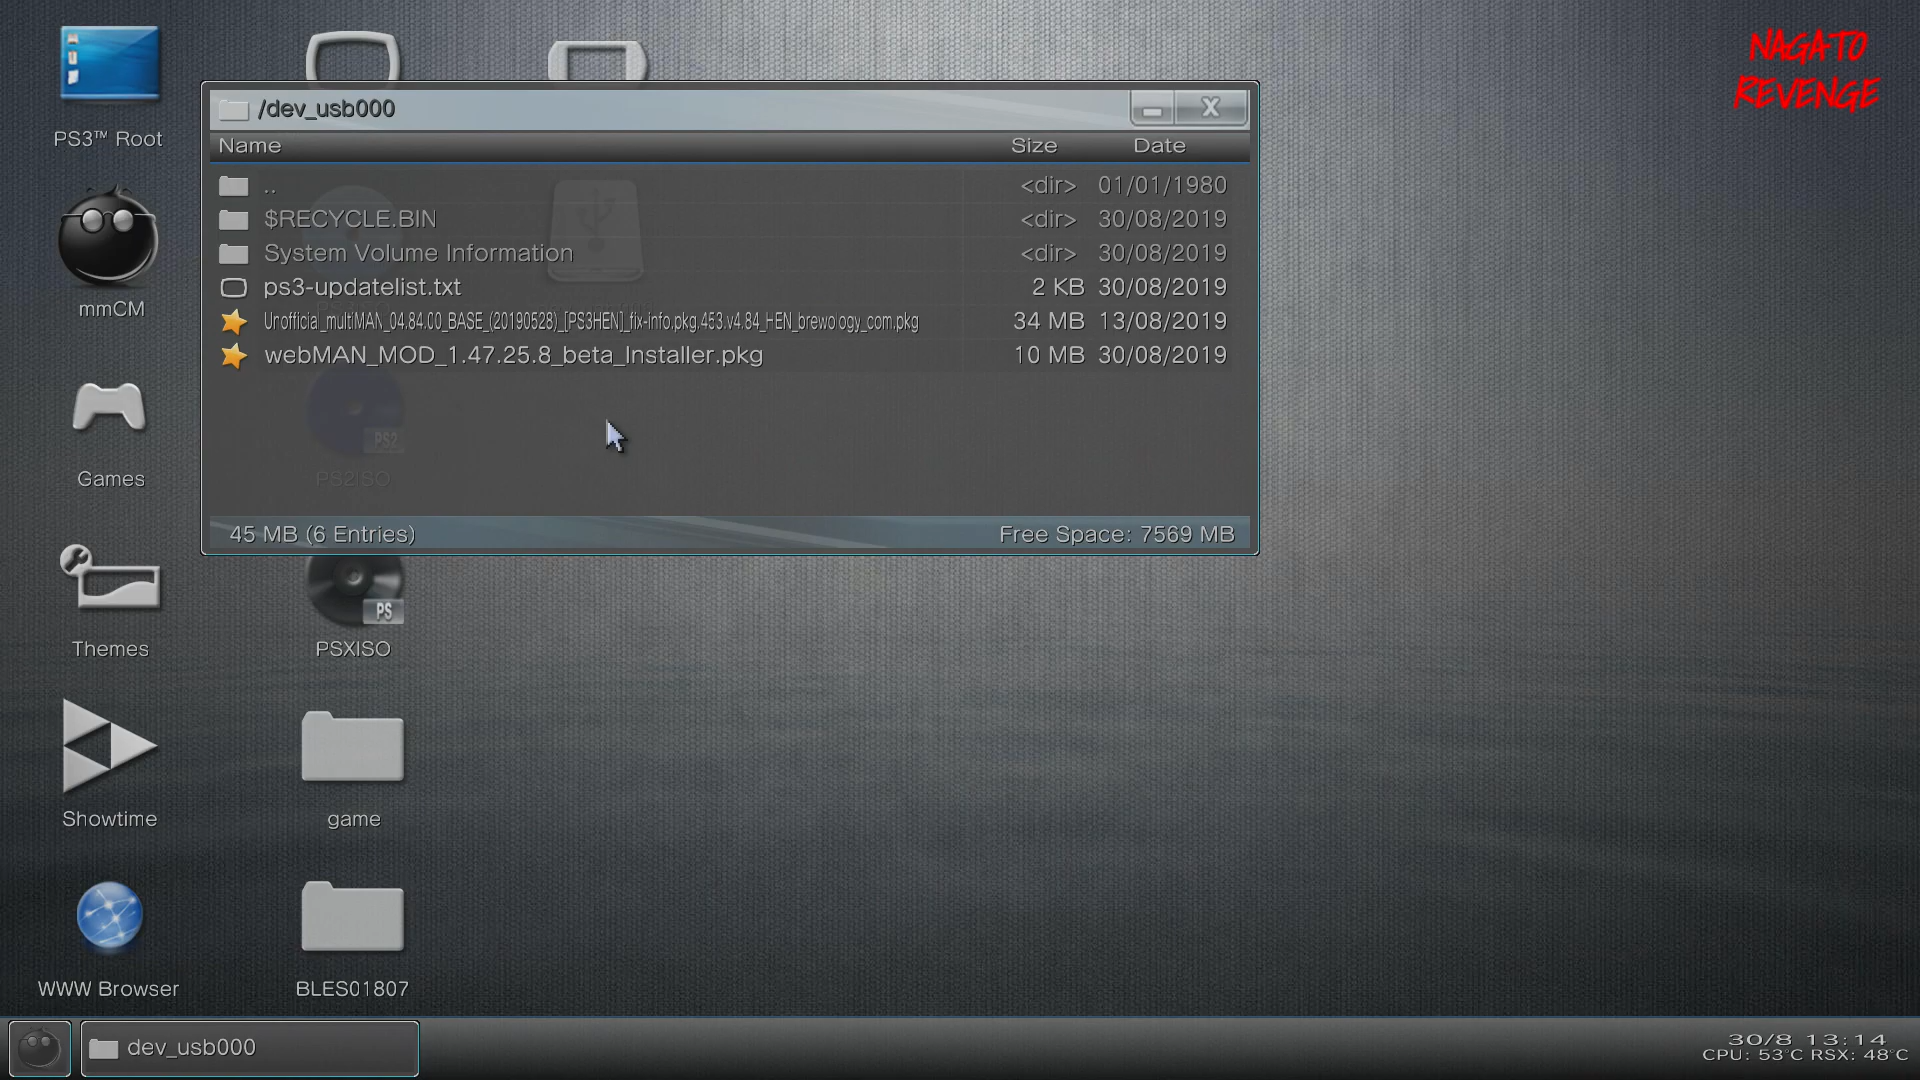 NAGATO
REVENGE
PS3™ Root
mmCM
Games
Themes
Showtime
WWW Browser
/dev_usb000
X
Name Size Date
.. <dir> 01/01/1980
$RECYCLE.BIN <dir> 30/08/2019
System Volume Information <dir> 30/08/2019
ps3-updatelist.txt 2 KB 30/08/2019
Unofficial_multiMAN_04.84.00_BASE_(20190528)_[PS3HEN]_fix-info.pkg.453.v4.84_HEN_brewology_com.pkg 34 MB 13/08/2019
webMAN_MOD_1.47.25.8_beta_Installer.pkg 10 MB 30/08/2019
PS2
PS2ISO
45 MB (6 Entries) Free Space: 7569 MB
PS
PSXISO
game
BLES01807
dev_usb000
30/8 13:14
CPU: 53°C RSX: 48°C